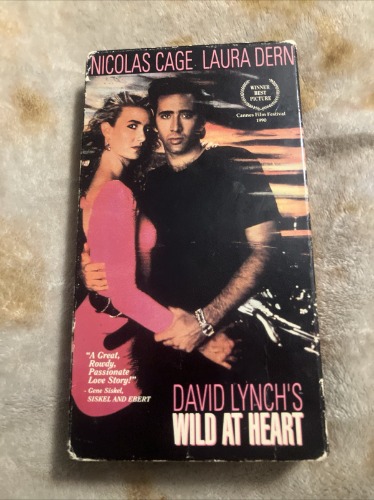 NICOLAS CAGE LAURA DERN
WINNER
BEST
PICTURE
Cannes Film Festival
1990
"A Great,
Rowdy,
Passionate
Love Story!"
- Gene Siskel,
SISKEL AND EBERT
DAVID LYNCH'S
WILD AT HEART